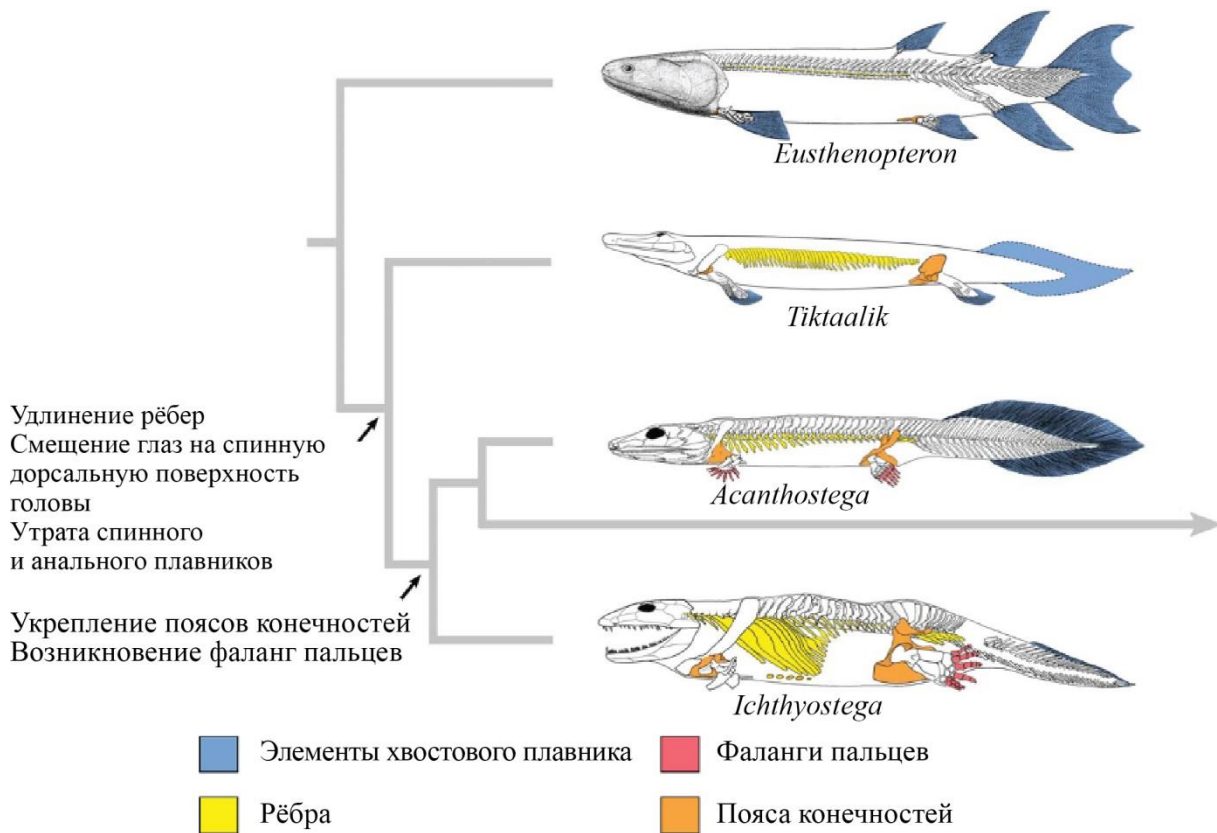 Eusthenopteron
Tiktaalik
Удлинение рёбер
Смещение глаз на спинную
дорсальную поверхность
головы
Утрата спинного
и анального плавников
Acanthostega
Укрепление поясов конечностей
Возникновение фаланг пальцев
Ichthyostega
Элементы хвостового плавника
Фаланги пальцев
Рёбра
Пояса конечностей